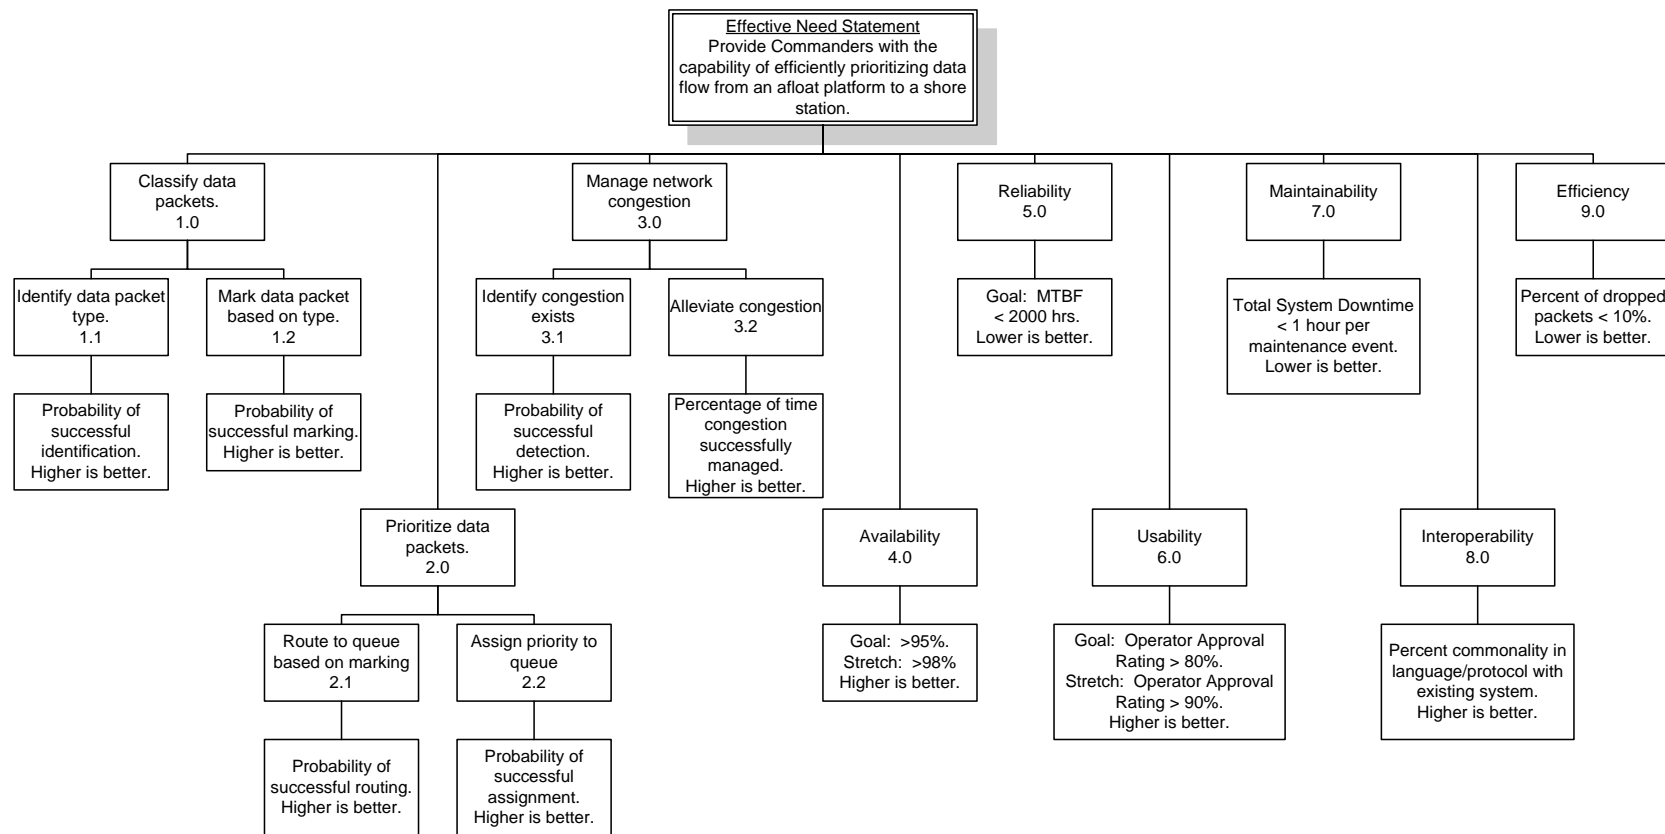 Effective Need Statement
Provide Commanders with the
capability of efficiently prioritizing data
flow from an afloat platform to a shore
station.
Classify data
packets.
1.0
Manage network
congestion
3.0
Reliability
5.0
Maintainability
7.0
Efficiency
9.0
Identify data packet
type.
1.1
Mark data packet
based on type.
1.2
Identify congestion
exists
3.1
Alleviate congestion
3.2
Goal:  MTBF
< 2000 hrs.
Lower is better.
Total System Downtime
< 1 hour per
maintenance event.
Lower is better.
Percent of dropped
packets < 10%.
Lower is better.
Probability of
successful
identification.
Higher is better.
Probability of
successful marking.
Higher is better.
Probability of
successful
detection.
Higher is better.
Percentage of time
congestion
successfully
managed.
Higher is better.
Prioritize data
packets.
2.0
Availability
4.0
Usability
6.0
Interoperability
8.0
Route to queue
based on marking
2.1
Assign priority to
queue
2.2
Goal:  >95%.
Stretch:  >98%
Higher is better.
Goal:  Operator Approval
Rating > 80%.
Stretch:  Operator Approval
Rating > 90%.
Higher is better.
Percent commonality in
language/protocol with
existing system.
Higher is better.
Probability of
successful routing.
Higher is better.
Probability of
successful
assignment.
Higher is better.